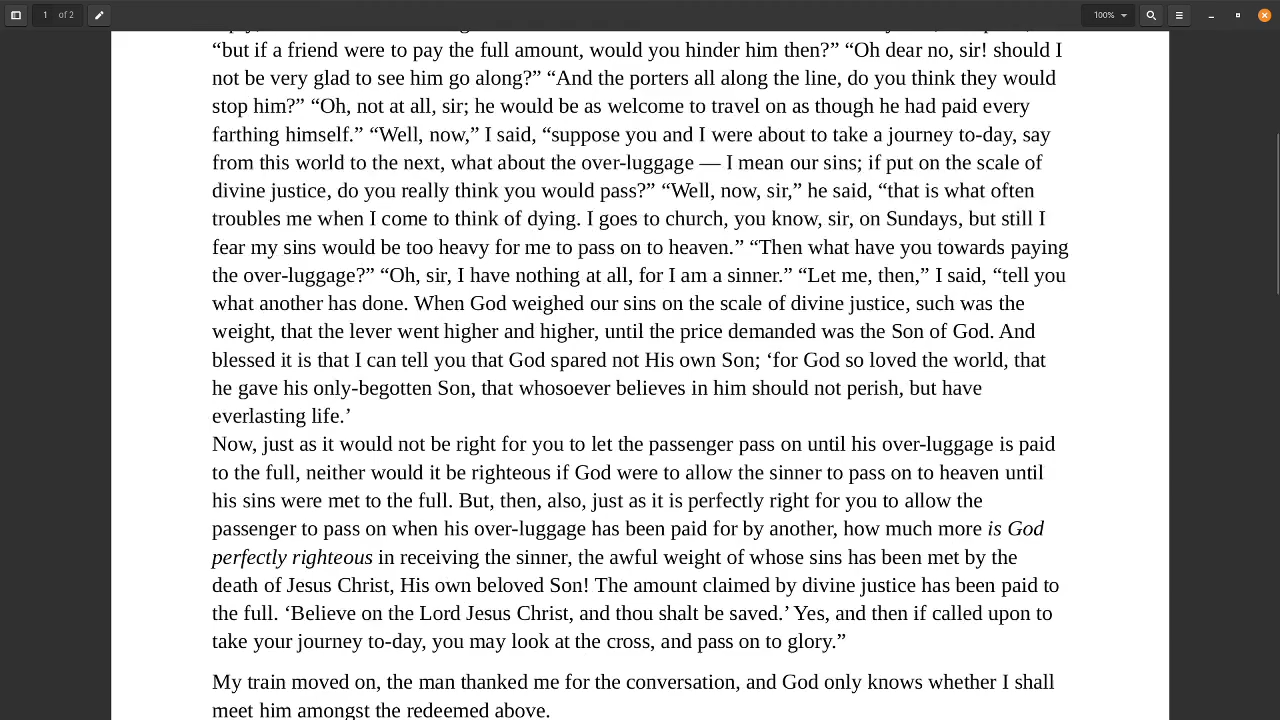 1 of 2
100%
“but if a friend were to pay the full amount, would you hinder him then?” “Oh dear no, sir! should I
not be very glad to see him go along?” “And the porters all along the line, do you think they would
stop him?” “Oh, not at all, sir; he would be as welcome to travel on as though he had paid every
farthing himself.” “Well, now,” I said, “suppose you and I were about to take a journey to-day, say
from this world to the next, what about the over-luggage — I mean our sins; if put on the scale of
divine justice, do you really think you would pass?” “Well, now, sir,” he said, “that is what often
troubles me when I come to think of dying. I goes to church, you know, sir, on Sundays, but still I
fear my sins would be too heavy for me to pass on to heaven.” “Then what have you towards paying
the over-luggage?” “Oh, sir, I have nothing at all, for I am a sinner.” “Let me, then,” I said, “tell you
what another has done. When God weighed our sins on the scale of divine justice, such was the
weight, that the lever went higher and higher, until the price demanded was the Son of God. And
blessed it is that I can tell you that God spared not His own Son; ‘for God so loved the world, that
he gave his only-begotten Son, that whosoever believes in him should not perish, but have
everlasting life.’
Now, just as it would not be right for you to let the passenger pass on until his over-luggage is paid
to the full, neither would it be righteous if God were to allow the sinner to pass on to heaven until
his sins were met to the full. But, then, also, just as it is perfectly right for you to allow the
passenger to pass on when his over-luggage has been paid for by another, how much more is God
perfectly righteous in receiving the sinner, the awful weight of whose sins has been met by the
death of Jesus Christ, His own beloved Son! The amount claimed by divine justice has been paid to
the full. ‘Believe on the Lord Jesus Christ, and thou shalt be saved.’ Yes, and then if called upon to
take your journey to-day, you may look at the cross, and pass on to glory.”
My train moved on, the man thanked me for the conversation, and God only knows whether I shall
meet him amongst the redeemed above.